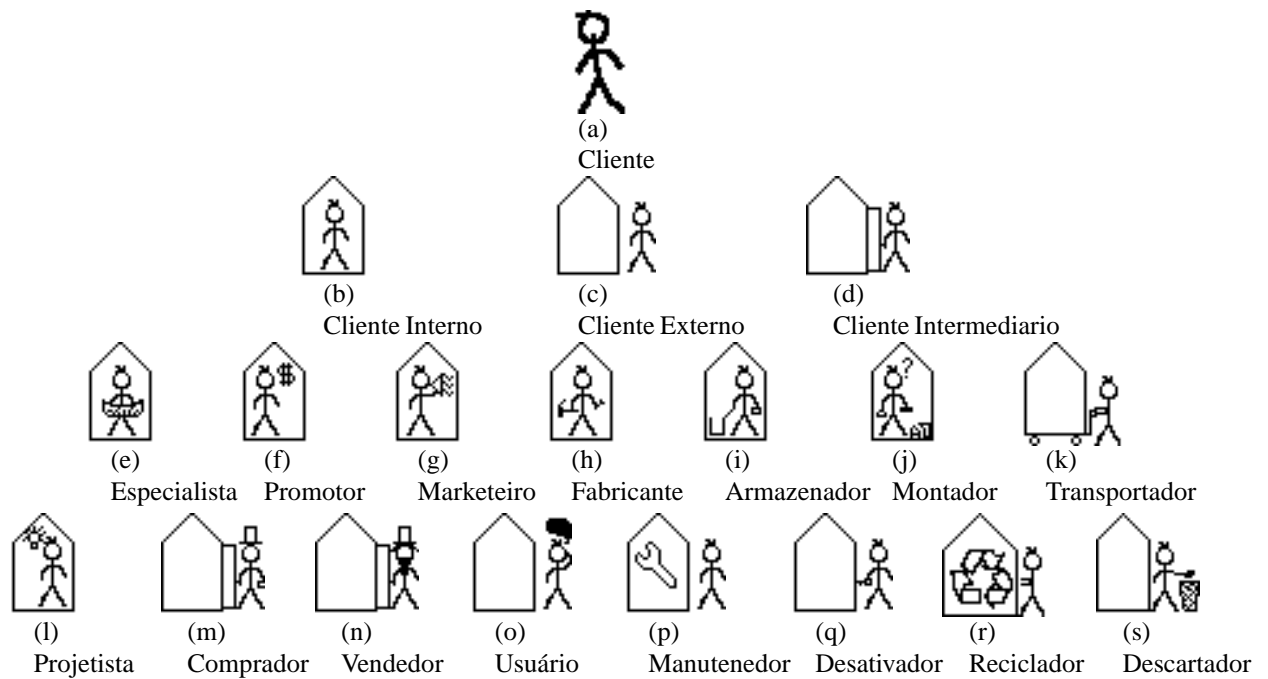 (a)
Cliente
(b) (c) (d)
Cliente Interno Cliente Externo Cliente Intermediario
$ ?
(e) (f) (g) (h) (i) (j) (k)
Especialista Promotor Marketeiro Fabricante Armazenador Montador Transportador
(l) (m) (n) (o) (p) (q) (r) (s)
Projetista Comprador Vendedor Usuário Manutenedor Desativador Reciclador Descartador